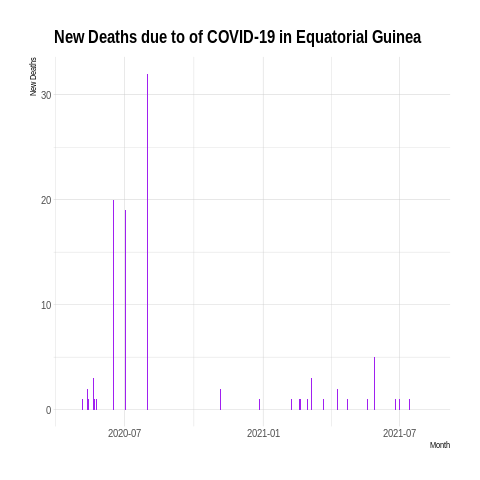 New Deaths due to of COVID-19 in Equatorial Guinea
New Deaths
30
20
10
0
2020-07 2021-01 2021-07
Month